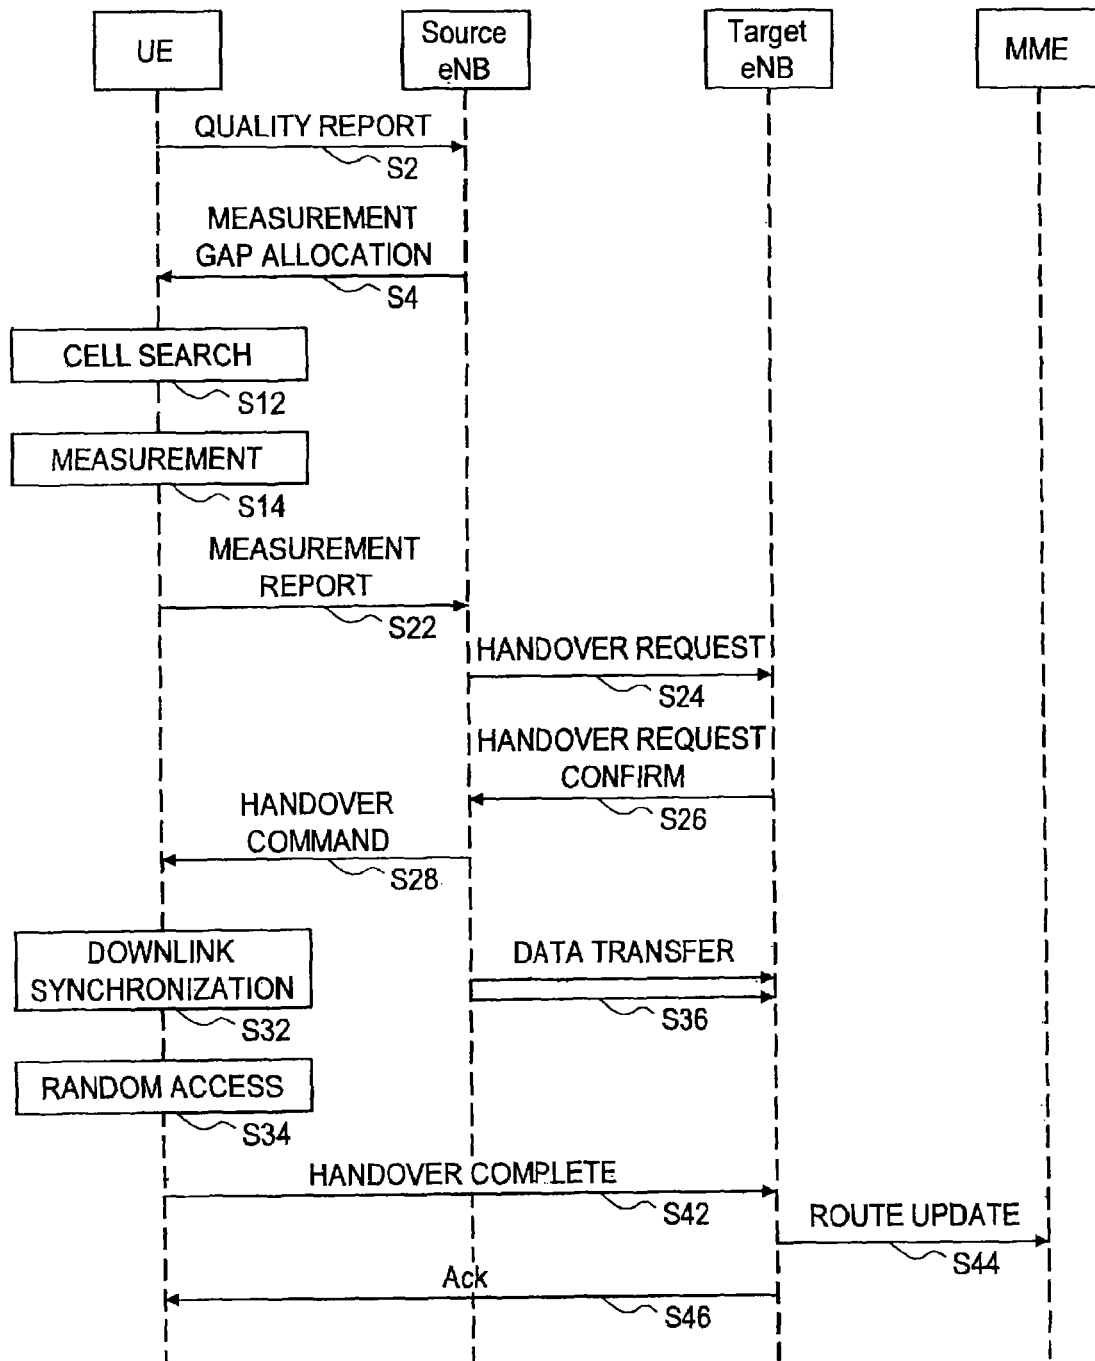 UE
Source
eNB
Target
eNB
MME
QUALITY REPORT
S2
MEASUREMENT
GAP ALLOCATION
S4
CELL SEARCH
S12
MEASUREMENT
S14
MEASUREMENT
REPORT
S22
HANDOVER REQUEST
S24
HANDOVER REQUEST
CONFIRM
S26
HANDOVER
COMMAND
S28
DOWNLINK
SYNCHRONIZATION
S32
DATA TRANSFER
S36
RANDOM ACCESS
S34
HANDOVER COMPLETE
S42
ROUTE UPDATE
S44
Ack
S46